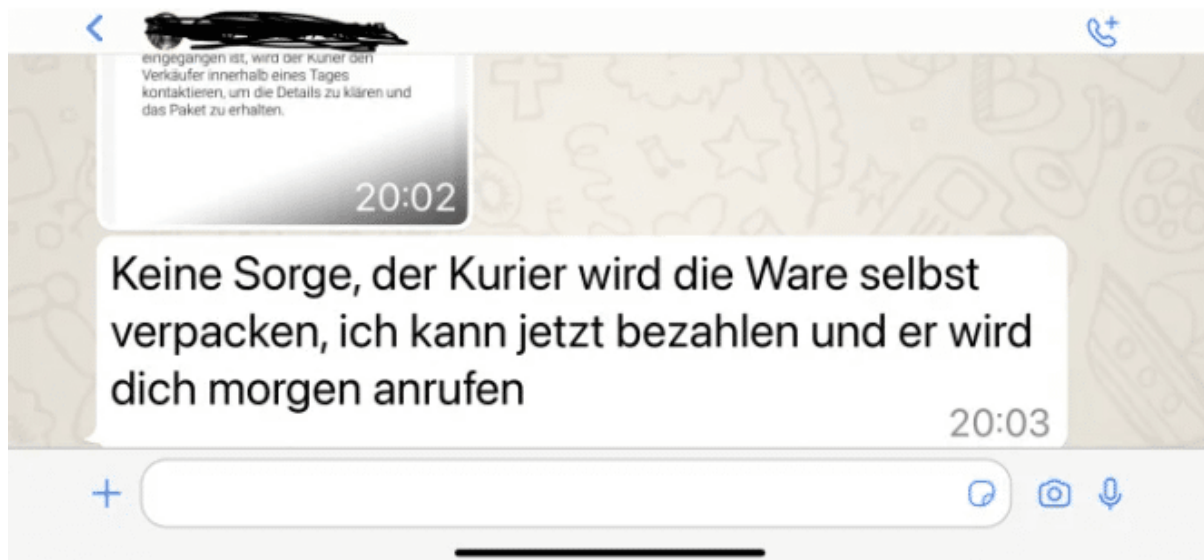 eingegangen ist, wird der Kurier den
Verkäufer innerhalb eines Tages
kontaktieren, um die Details zu klären und
das Paket zu erhalten.
20:02
Keine Sorge, der Kurier wird die Ware selbst
verpacken, ich kann jetzt bezahlen und er wird
dich morgen anrufen
20:03